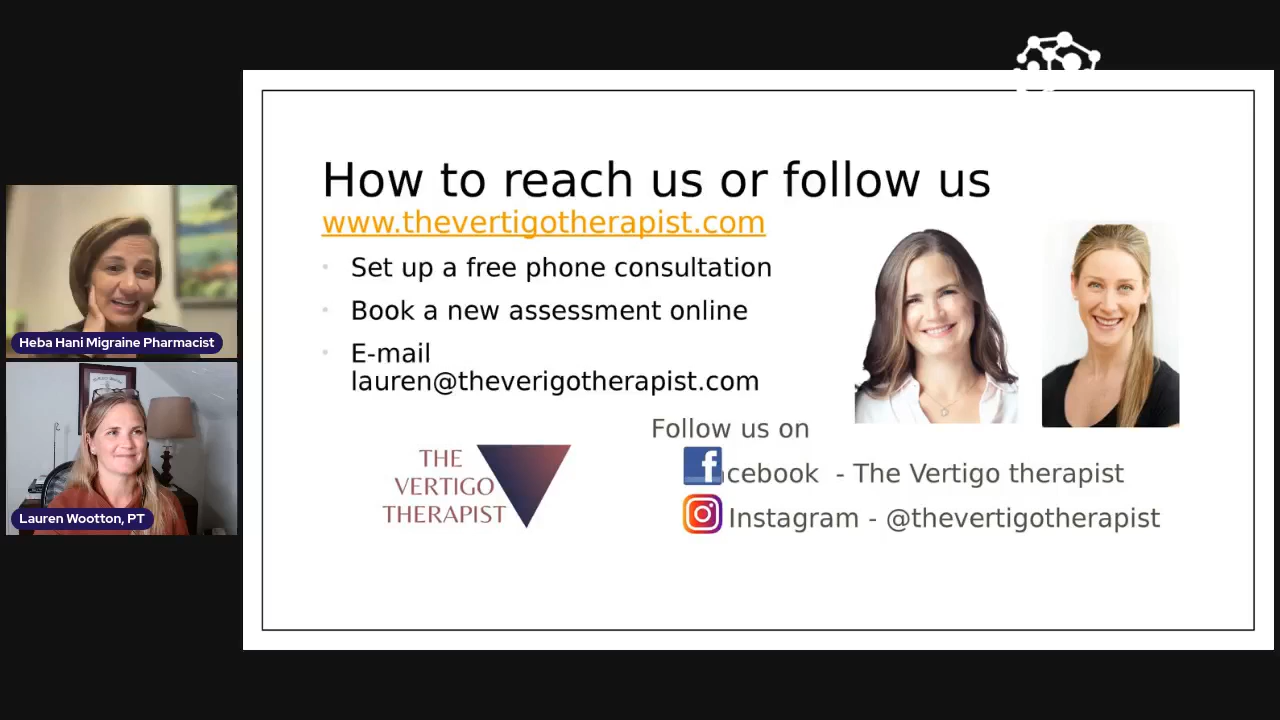 How to reach us or follow us
www.thevertigotherapist.com
Set up a free phone consultation
Book a new assessment online
E-mail
lauren@theverigotherapist.com
Follow us on
cebook - The Vertigo therapist
Instagram - @thevertigotherapist
THE
VERTIGO
THERAPIST
Heba Hani Migraine Pharmacist
Lauren Wootton, PT